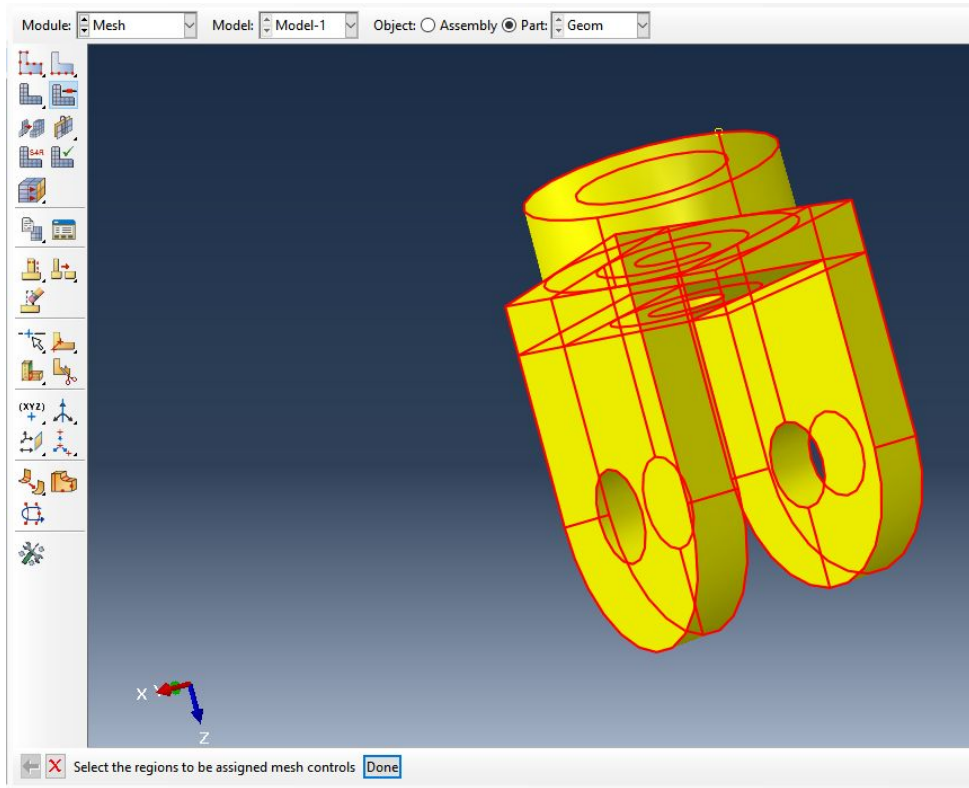 Module: Mesh Model: Model-1 Object: Assembly Part: Geom
S4R
(XYZ)
X Y
Z
Select the regions to be assigned mesh controls Done